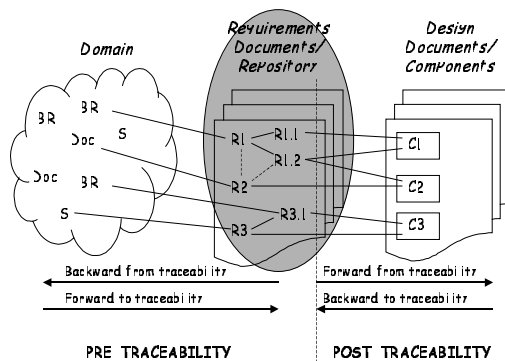 Domain
Requirements
Documents/
Repository
Design
Documents/
Components
BR
BR
S
Doc
Doc
BR
S
R1
R1.1
R1.2
R2
R3.1
R3
C1
C2
C3
Backward from traceability
Forward from traceability
Forward to traceability
Backward to traceability
PRE TRACEABILITY
POST TRACEABILITY